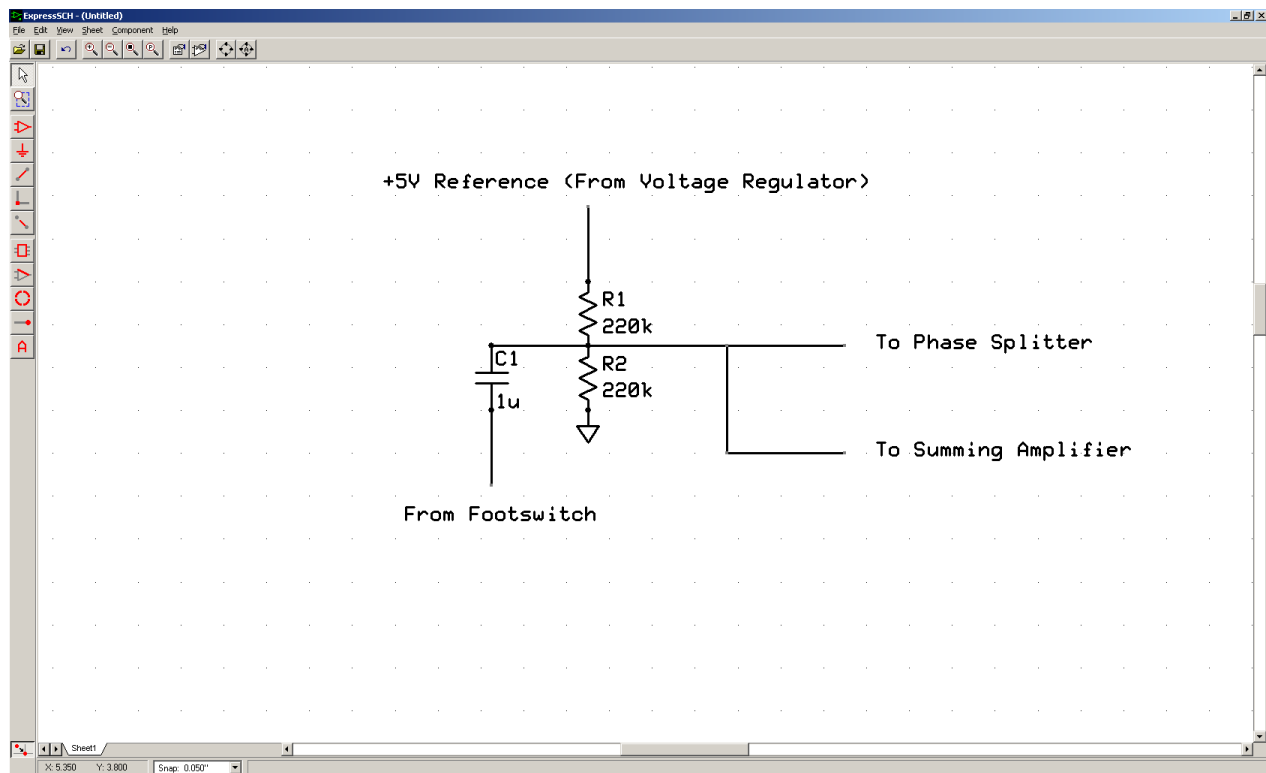 ExpressSCH - (Untitled)
File Edit View Sheet Component Help
+5V Reference (From Voltage Regulator)
R1
220k
To Phase Splitter
C1
R2
220k
1u
To Summing Amplifier
From Footswitch
A
Sheet1
X: 5.350 Y: 3.800 Snap: 0.050"